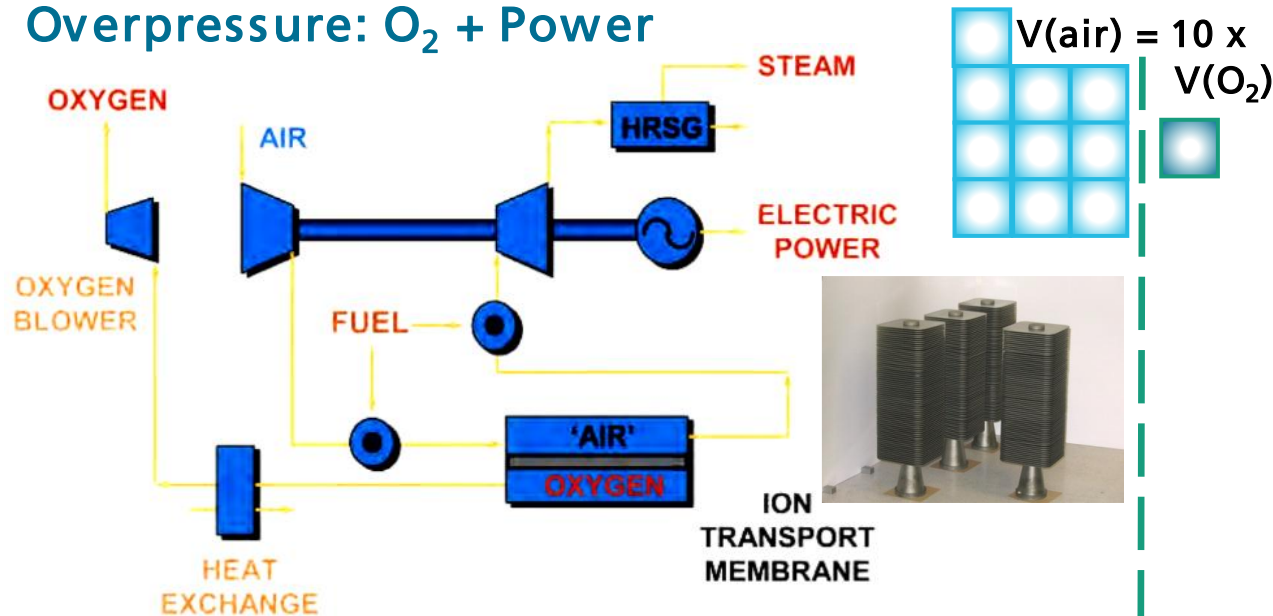 Overpressure: O₂ + Power
V(air) = 10 x
V(O₂)
STEAM
OXYGEN
AIR
HRSG
ELECTRIC
POWER
OXYGEN
BLOWER
FUEL
'AIR'
OXYGEN
ION
TRANSPORT
MEMBRANE
HEAT
EXCHANGE